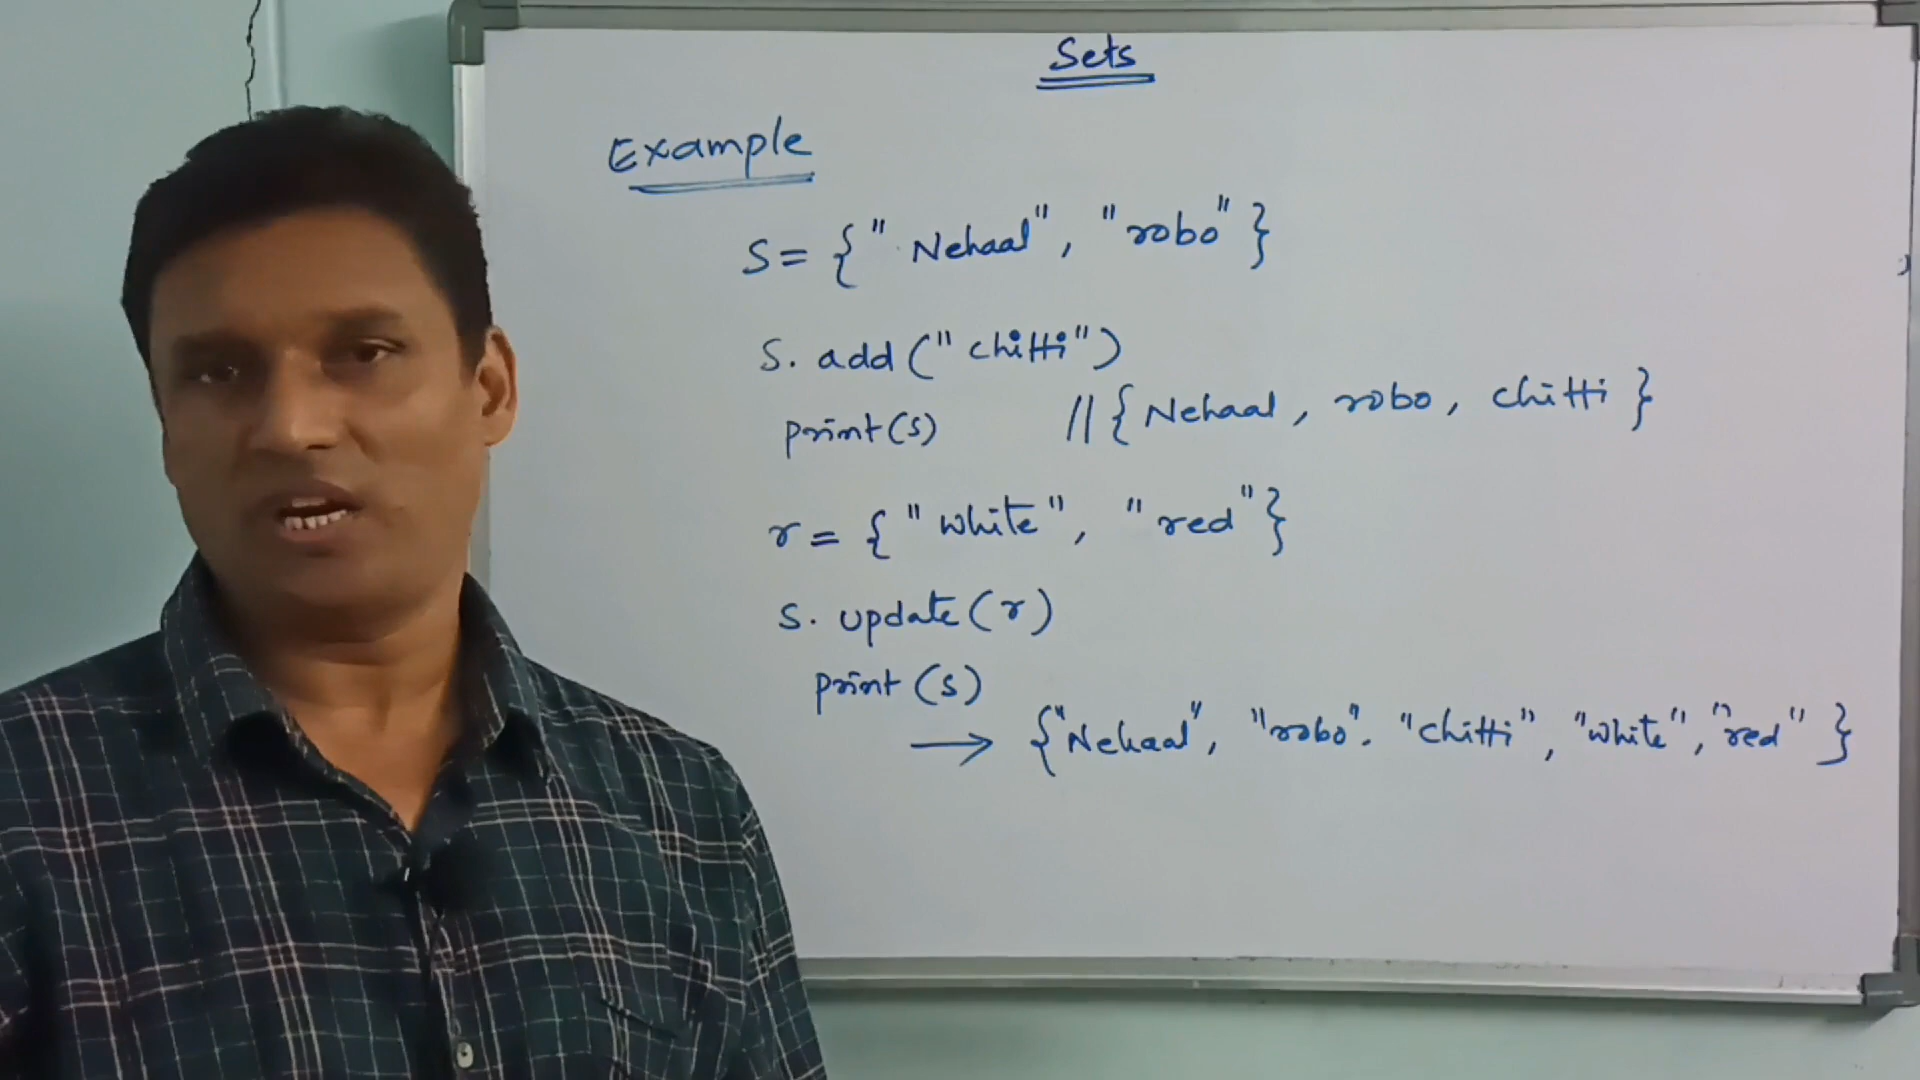 Sets
Example
S = {"Nehaal", "robo"}
S. add ("chitti")
print(s) //{Nehaal, robo, chitti}
r = {"white", "red"}
S. update(r)
print (s)
→ {"Nehaal", "robo". "chitti", "white", "red"}